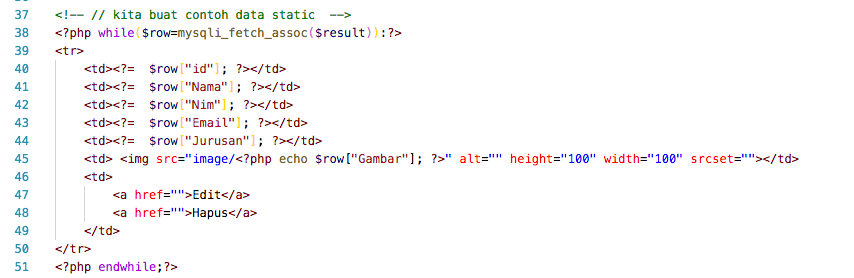 37 <!-- // kita buat contoh data static  -->
38 <?php while($row=mysqli_fetch_assoc($result)):?>
39 <tr>
40     <td><?=  $row["id"]; ?></td>
41     <td><?=  $row["Nama"]; ?></td>
42     <td><?=  $row["Nim"]; ?></td>
43     <td><?=  $row["Email"]; ?></td>
44     <td><?=  $row["Jurusan"]; ?></td>
45     <td> <img src="image/<?php echo $row["Gambar"]; ?>" alt="" height="100" width="100" srcset=""></td>
46     <td>
47         <a href="">Edit</a>
48         <a href="">Hapus</a>
49     </td>
50 </tr>
51 <?php endwhile;?>